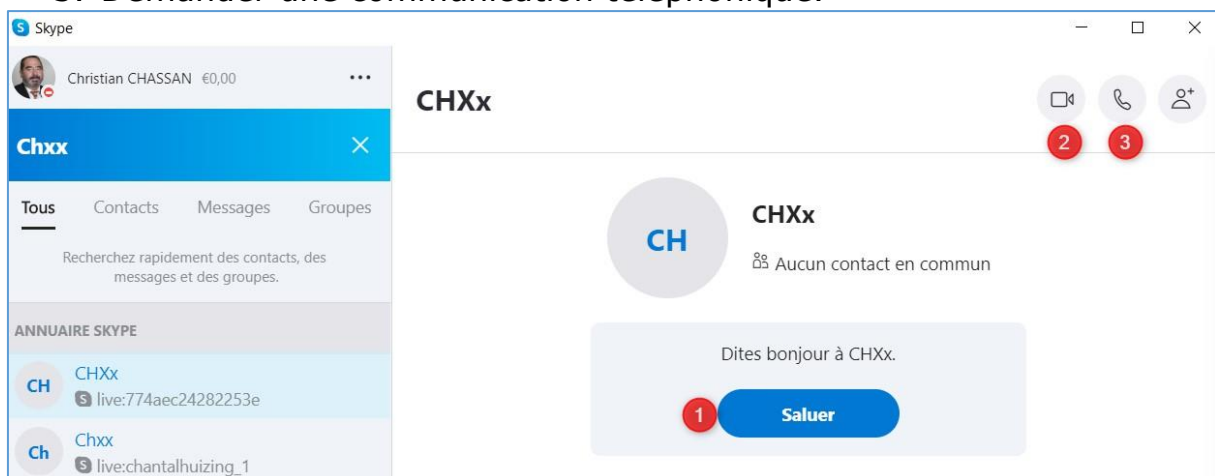 3. Demander une communication téléphonique.
S Skype
Christian CHASSAN €0,00 •••
Chxx
Tous Contacts Messages Groupes
Recherchez rapidement des contacts, des
messages et des groupes.
ANNUAIRE SKYPE
CH CHXx
S live:774aec24282253e
Ch Chxx
S live:chantalhuizing_1
CHXx
2 3
CH
CHXx
Aucun contact en commun
Dites bonjour à CHXx.
1 Saluer